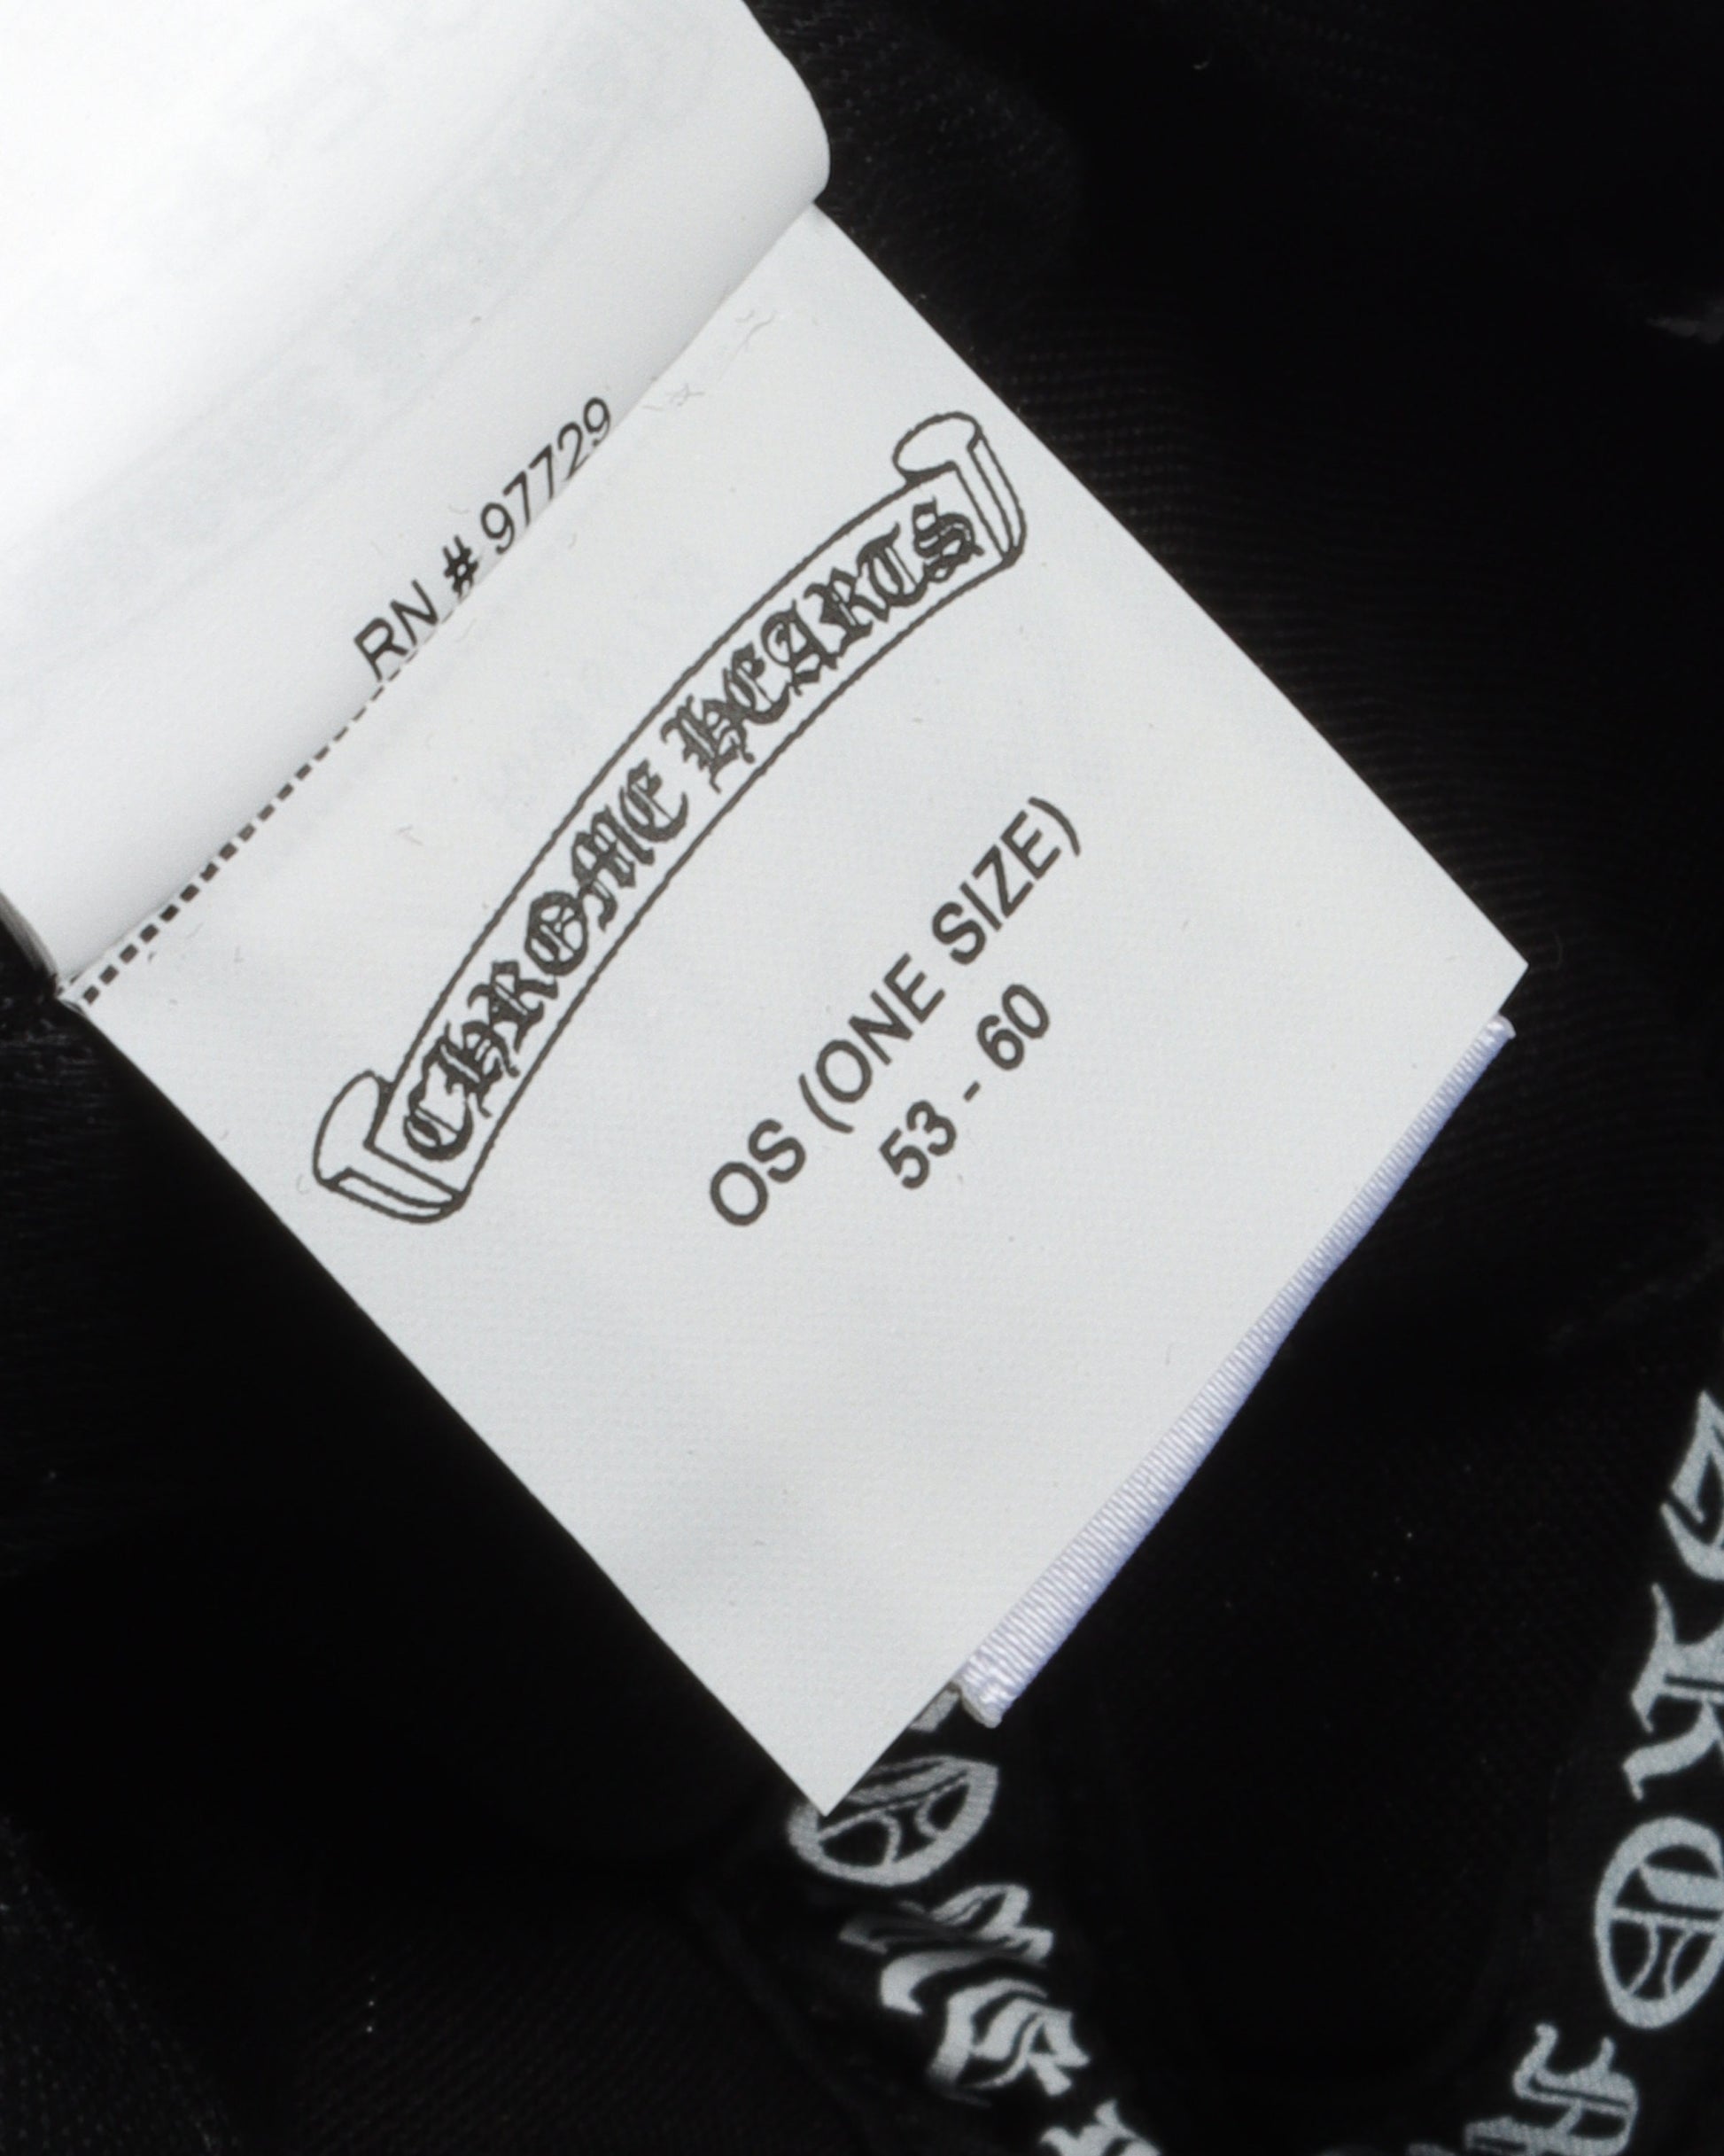 RN # 97729
CHROME HEARTS
OS (ONE SIZE)
53 - 60